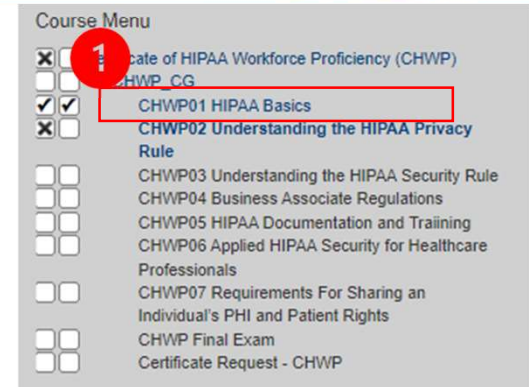 Course Menu
1
cate of HIPAA Workforce Proficiency (CHWP)
HWP_CG
CHWP01 HIPAA Basics
CHWP02 Understanding the HIPAA Privacy
Rule
CHWP03 Understanding the HIPAA Security Rule
CHWP04 Business Associate Regulations
CHWP05 HIPAA Documentation and Traiining
CHWP06 Applied HIPAA Security for Healthcare
Professionals
CHWP07 Requirements For Sharing an
Individual's PHI and Patient Rights
CHWP Final Exam
Certificate Request - CHWP